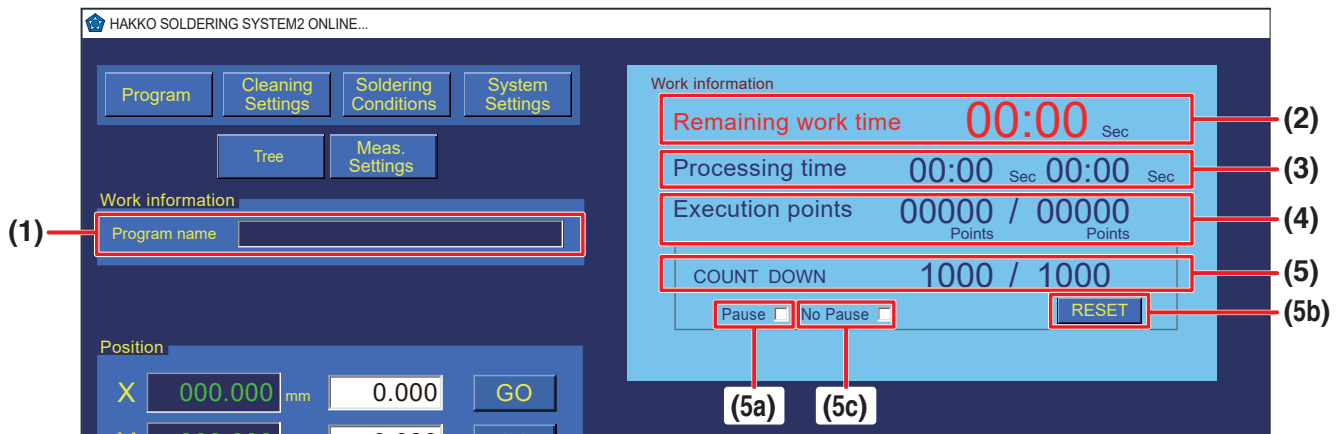 HAKKO SOLDERING SYSTEM2 ONLINE...
Program
Cleaning
Settings
Soldering
Conditions
System
Settings
Tree
Meas.
Settings
Work information
(1)
Program name
Position
X 000.000 mm 0.000 GO
Work information
Remaining work time 00:00 Sec
(2)
Processing time 00:00 Sec 00:00 Sec
(3)
Execution points 00000 / 00000
Points Points
(4)
COUNT DOWN 1000 / 1000
(5)
Pause No Pause RESET
(5b)
(5a) (5c)